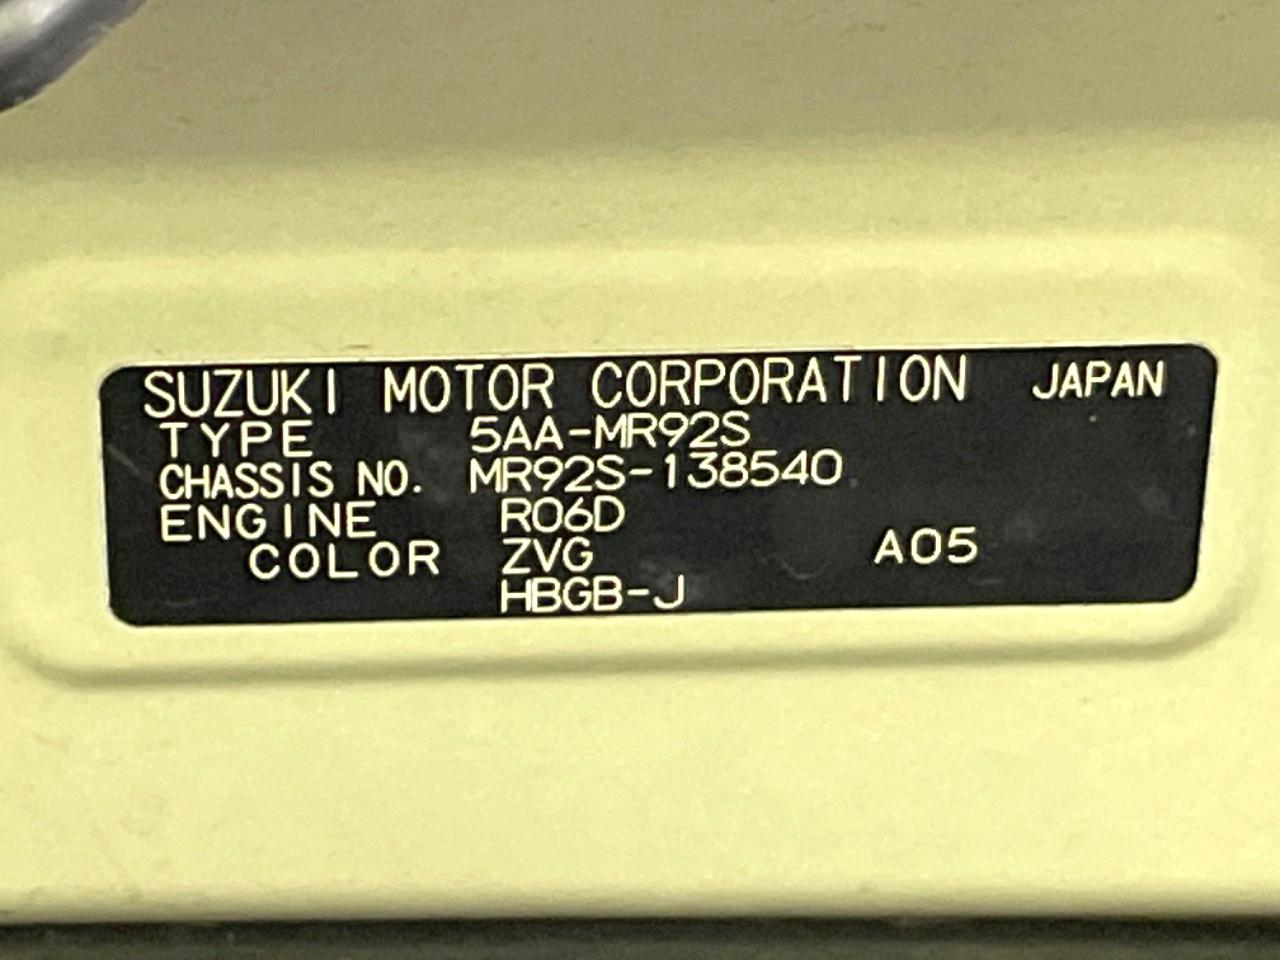 SUZUKI MOTOR CORPORATION JAPAN
TYPE 5AA-MR92S
CHASSIS NO. MR92S-138540
ENGINE R06D
COLOR ZVG A05
HBGB-J